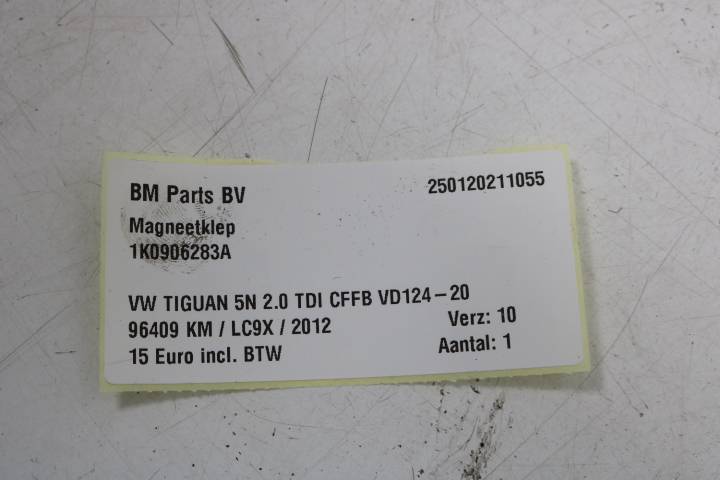 BM Parts BV 250120211055
Magneetklep
1K0906283A
VW TIGUAN 5N 2.0 TDI CFFB VD124-20
96409 KM / LC9X / 2012 Verz: 10
15 Euro incl. BTW Aantal: 1